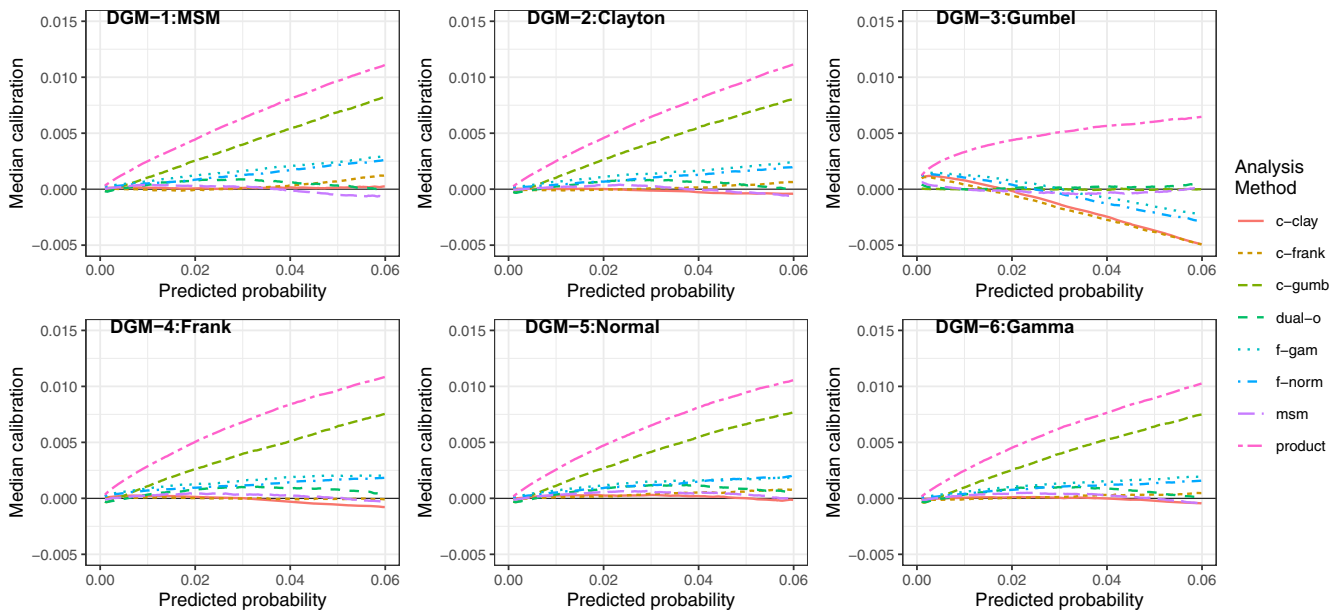 DGM−1:MSM
0.015
0.010
0.005
0.000
−0.005
Median calibration
0.00
0.02
0.04
0.06
Predicted probability
DGM−2:Clayton
0.015
0.010
0.005
0.000
−0.005
Median calibration
0.00
0.02
0.04
0.06
Predicted probability
DGM−3:Gumbel
0.015
0.010
0.005
0.000
−0.005
Median calibration
0.00
0.02
0.04
0.06
Predicted probability
DGM−4:Frank
0.015
0.010
0.005
0.000
−0.005
Median calibration
0.00
0.02
0.04
0.06
Predicted probability
DGM−5:Normal
0.015
0.010
0.005
0.000
−0.005
Median calibration
0.00
0.02
0.04
0.06
Predicted probability
DGM−6:Gamma
0.015
0.010
0.005
0.000
−0.005
Median calibration
0.00
0.02
0.04
0.06
Predicted probability
Analysis
Method
c−clay
c−frank
c−gumb
dual−o
f−gam
f−norm
msm
product